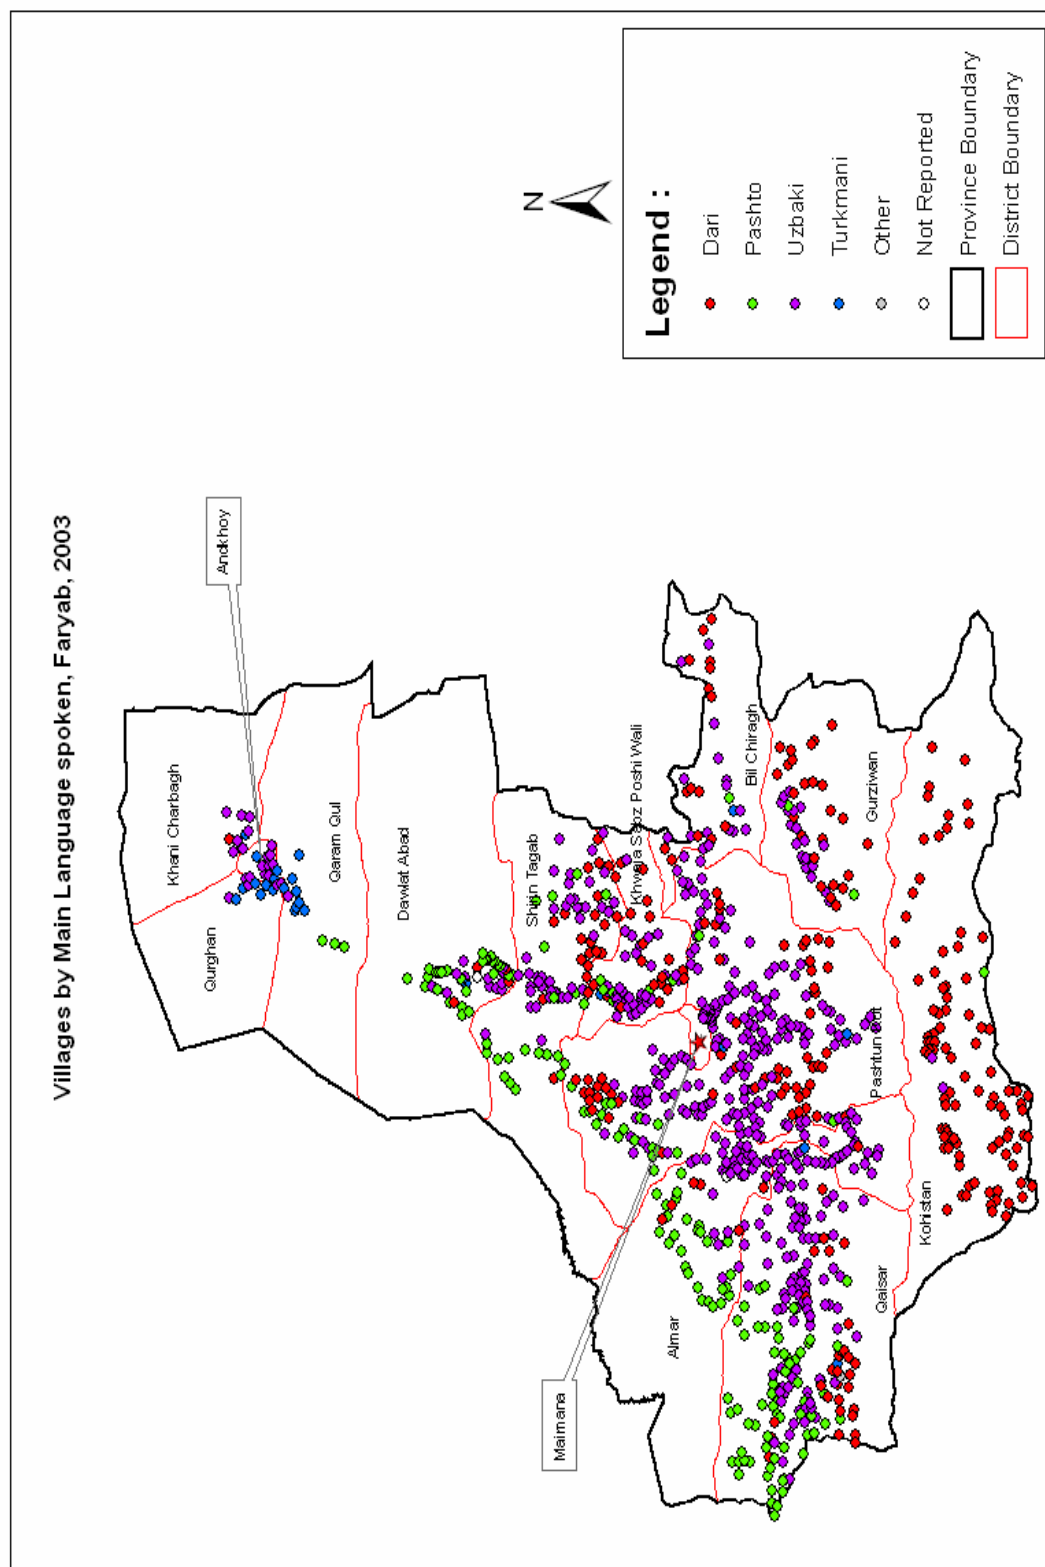 Villages by Main Language spoken, Faryab, 2003
Andkhoy
Khani Charbagh
Qurghan
Qaram Qul
Dawlat Abad
Shirin Tagab
Khwaja Sabz Poshi Wali
Bil Chiragh
Gurziwan
Pashtun Kot
Kohistan
Qaisar
Almar
Maimana
N
Legend :
Dari
Pashto
Uzbaki
Turkmani
Other
Not Reported
Province Boundary
District Boundary